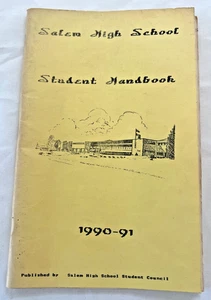 Salem High School
Student Handbook
1990-91
Published by Salem High School Student Council